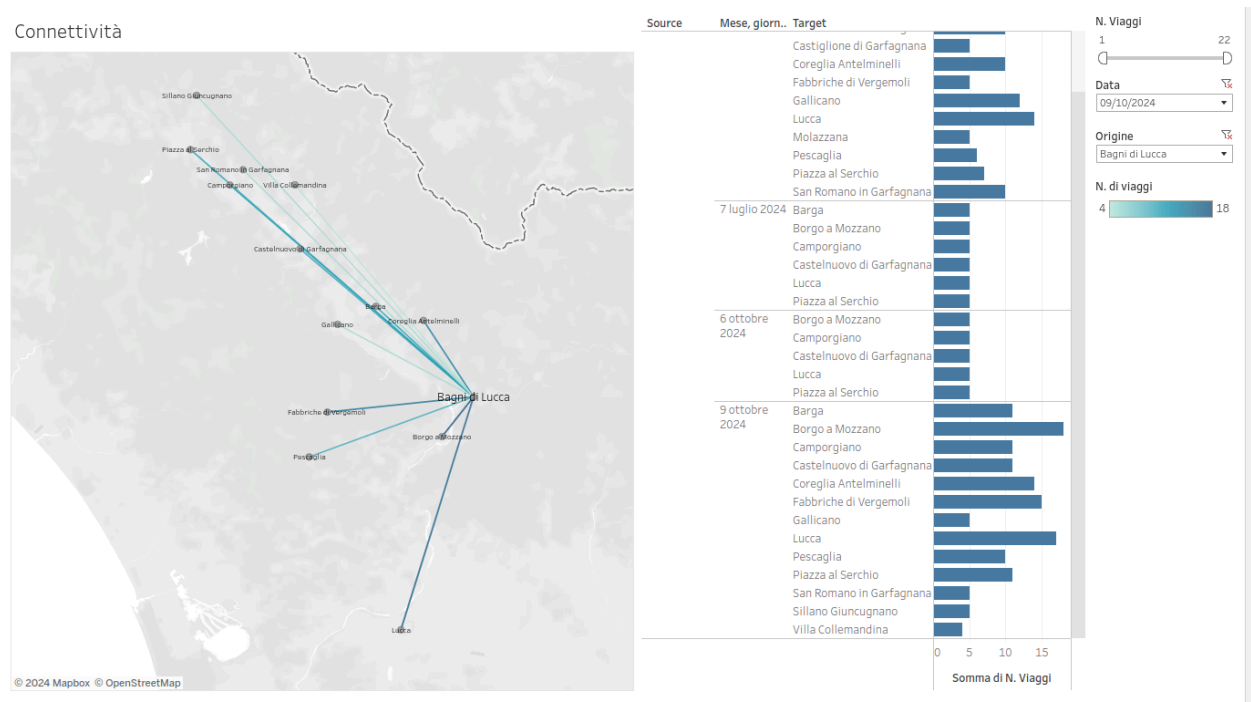 Connettività
Sillano Giuncugnano
Piazza al Serchio
San Romano in Garfagnana
Camporgiano
Villa Collemandina
Castelnuovo di Garfagnana
Barga
Gallicano
Coreglia Antelminelli
Bagni di Lucca
Fabbriche di Vergemoli
Borgo a Mozzano
Pescaglia
Lucca
© 2024 Mapbox © OpenStreetMap
Source Mese, giorn.. Target
Castiglione di Garfagnana
Coreglia Antelminelli
Fabbriche di Vergemoli
Gallicano
Lucca
Molazzana
Pescaglia
Piazza al Serchio
San Romano in Garfagnana
7 luglio 2024 Barga
Borgo a Mozzano
Camporgiano
Castelnuovo di Garfagnana
Lucca
Piazza al Serchio
6 ottobre Borgo a Mozzano
2024 Camporgiano
Castelnuovo di Garfagnana
Lucca
Piazza al Serchio
9 ottobre Barga
2024 Borgo a Mozzano
Camporgiano
Castelnuovo di Garfagnana
Coreglia Antelminelli
Fabbriche di Vergemoli
Gallicano
Lucca
Pescaglia
Piazza al Serchio
San Romano in Garfagnana
Sillano Giuncugnano
Villa Collemandina
0 5 10 15
Somma di N. Viaggi
N. Viaggi
1 22
Data
09/10/2024
Origine
Bagni di Lucca
N. di viaggi
4 18